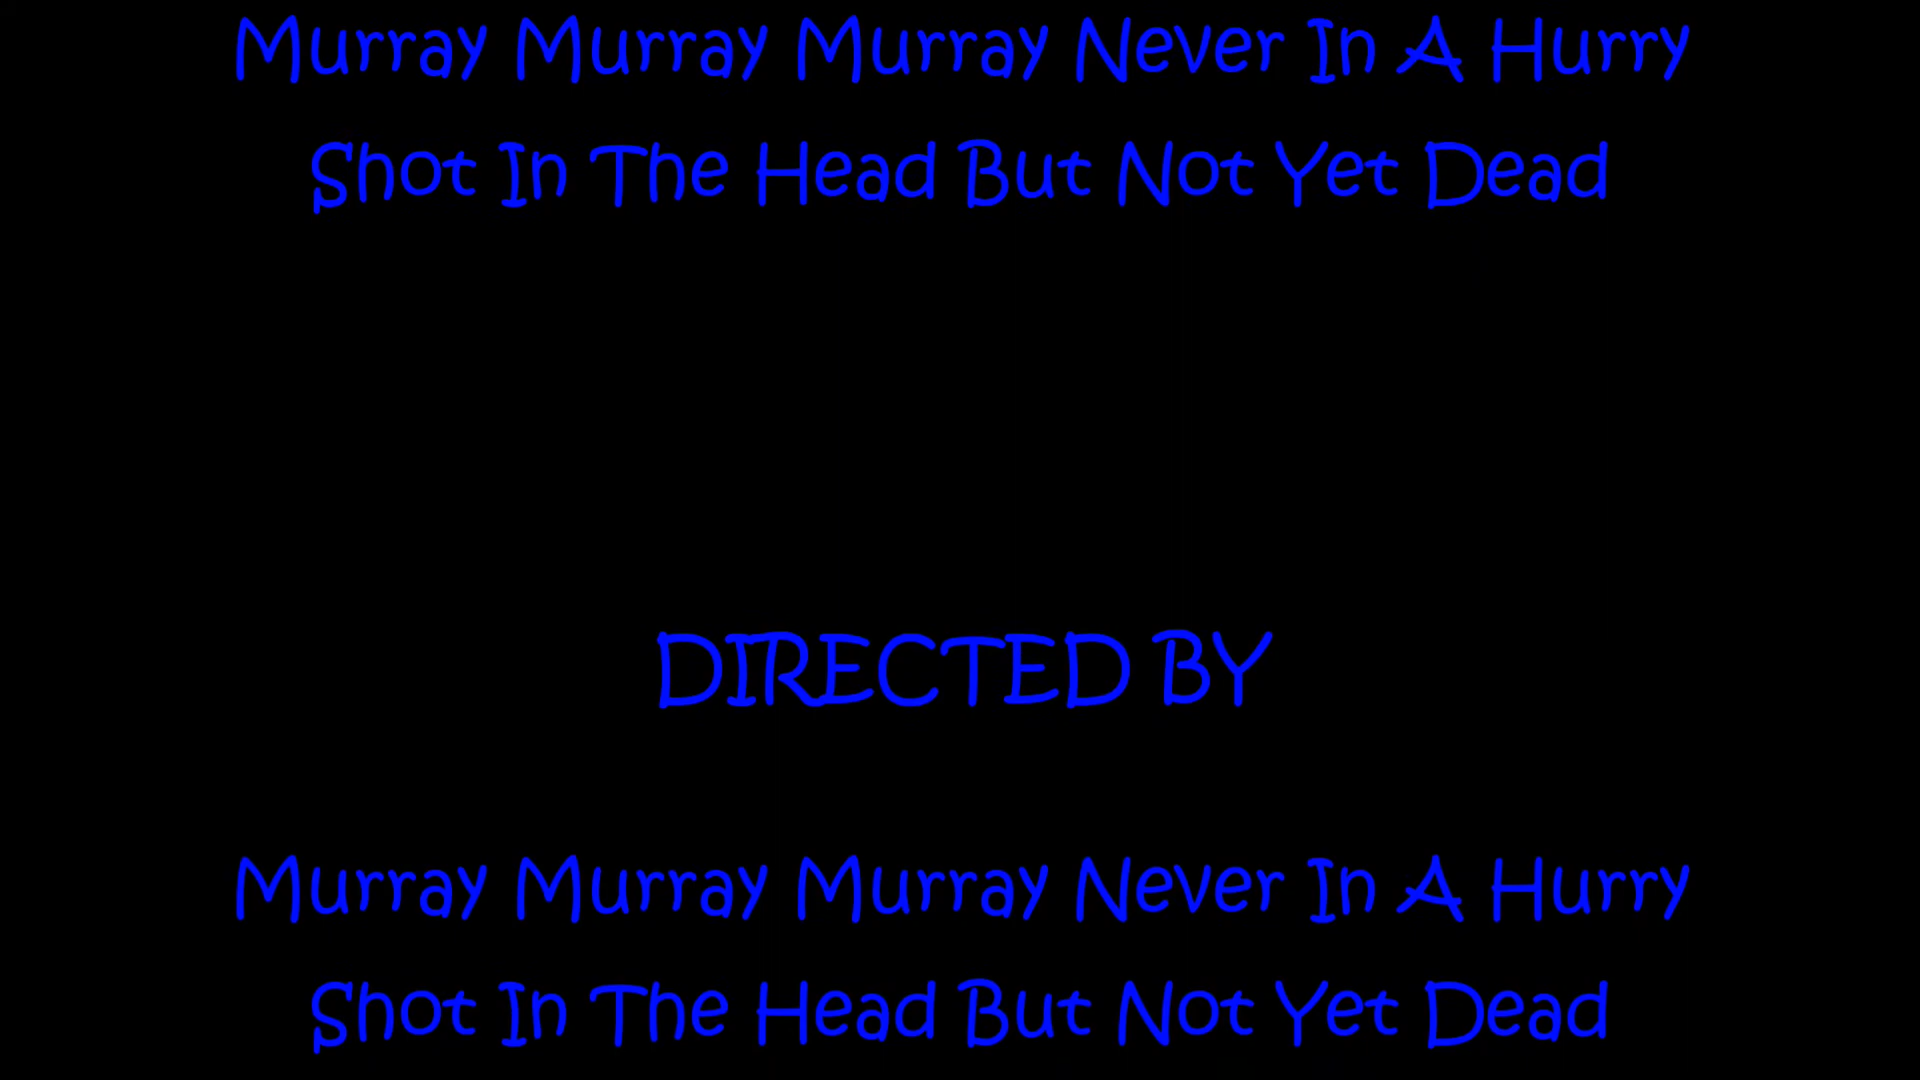 Murray Murray Murray Never In A Hurry
Shot In The Head But Not Yet Dead
DIRECTED BY
Murray Murray Murray Never In A Hurry
Shot In The Head But Not Yet Dead